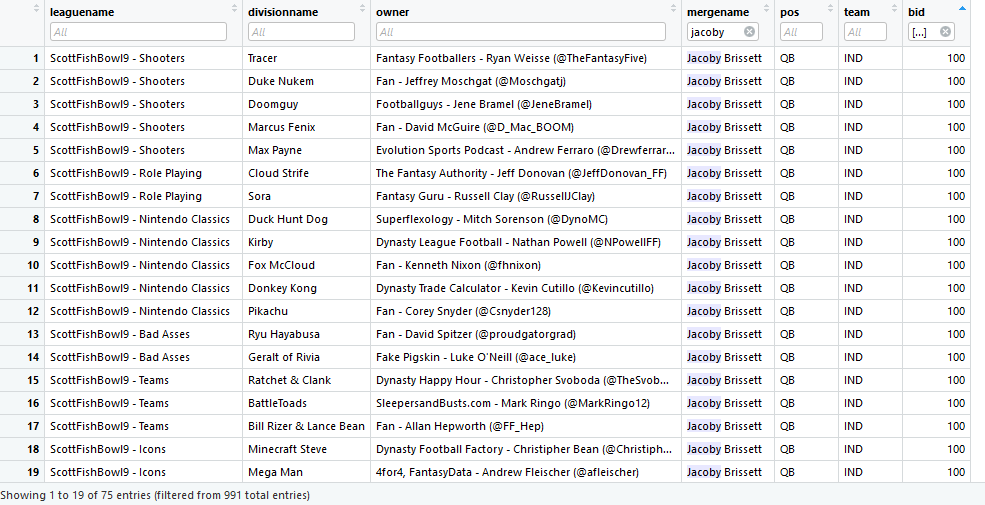 leaguename divisionname owner mergename pos team bid
All All All jacoby All All [...]
1 ScottFishBowl9 - Shooters Tracer Fantasy Footballers - Ryan Weisse (@TheFantasyFive) Jacoby Brissett QB IND 100
2 ScottFishBowl9 - Shooters Duke Nukem Fan - Jeffrey Moschgat (@Moschgatj) Jacoby Brissett QB IND 100
3 ScottFishBowl9 - Shooters Doomguy Footballguys - Jene Bramel (@JeneBramel) Jacoby Brissett QB IND 100
4 ScottFishBowl9 - Shooters Marcus Fenix Fan - David McGuire (@D_Mac_BOOM) Jacoby Brissett QB IND 100
5 ScottFishBowl9 - Shooters Max Payne Evolution Sports Podcast - Andrew Ferraro (@Drewferrar... Jacoby Brissett QB IND 100
6 ScottFishBowl9 - Role Playing Cloud Strife The Fantasy Authority - Jeff Donovan (@JeffDonovan_FF) Jacoby Brissett QB IND 100
7 ScottFishBowl9 - Role Playing Sora Fantasy Guru - Russell Clay (@RussellJClay) Jacoby Brissett QB IND 100
8 ScottFishBowl9 - Nintendo Classics Duck Hunt Dog Superflexology - Mitch Sorenson (@DynoMC) Jacoby Brissett QB IND 100
9 ScottFishBowl9 - Nintendo Classics Kirby Dynasty League Football - Nathan Powell (@NPowellFF) Jacoby Brissett QB IND 100
10 ScottFishBowl9 - Nintendo Classics Fox McCloud Fan - Kenneth Nixon (@fhnixon) Jacoby Brissett QB IND 100
11 ScottFishBowl9 - Nintendo Classics Donkey Kong Dynasty Trade Calculator - Kevin Cutillo (@Kevincutillo) Jacoby Brissett QB IND 100
12 ScottFishBowl9 - Nintendo Classics Pikachu Fan - Corey Snyder (@Csnyder128) Jacoby Brissett QB IND 100
13 ScottFishBowl9 - Bad Asses Ryu Hayabusa Fan - David Spitzer (@proudgatorgrad) Jacoby Brissett QB IND 100
14 ScottFishBowl9 - Bad Asses Geralt of Rivia Fake Pigskin - Luke O'Neill (@ace_luke) Jacoby Brissett QB IND 100
15 ScottFishBowl9 - Teams Ratchet & Clank Dynasty Happy Hour - Christopher Svoboda (@TheSvob... Jacoby Brissett QB IND 100
16 ScottFishBowl9 - Teams BattleToads SleepersandBusts.com - Mark Ringo (@MarkRingo12) Jacoby Brissett QB IND 100
17 ScottFishBowl9 - Teams Bill Rizer & Lance Bean Fan - Allan Hepworth (@FF_Hep) Jacoby Brissett QB IND 100
18 ScottFishBowl9 - Icons Minecraft Steve Dynasty Football Factory - Christipher Bean (@Christiph... Jacoby Brissett QB IND 100
19 ScottFishBowl9 - Icons Mega Man 4for4, FantasyData - Andrew Fleischer (@afleischer) Jacoby Brissett QB IND 100
Showing 1 to 19 of 75 entries (filtered from 991 total entries)